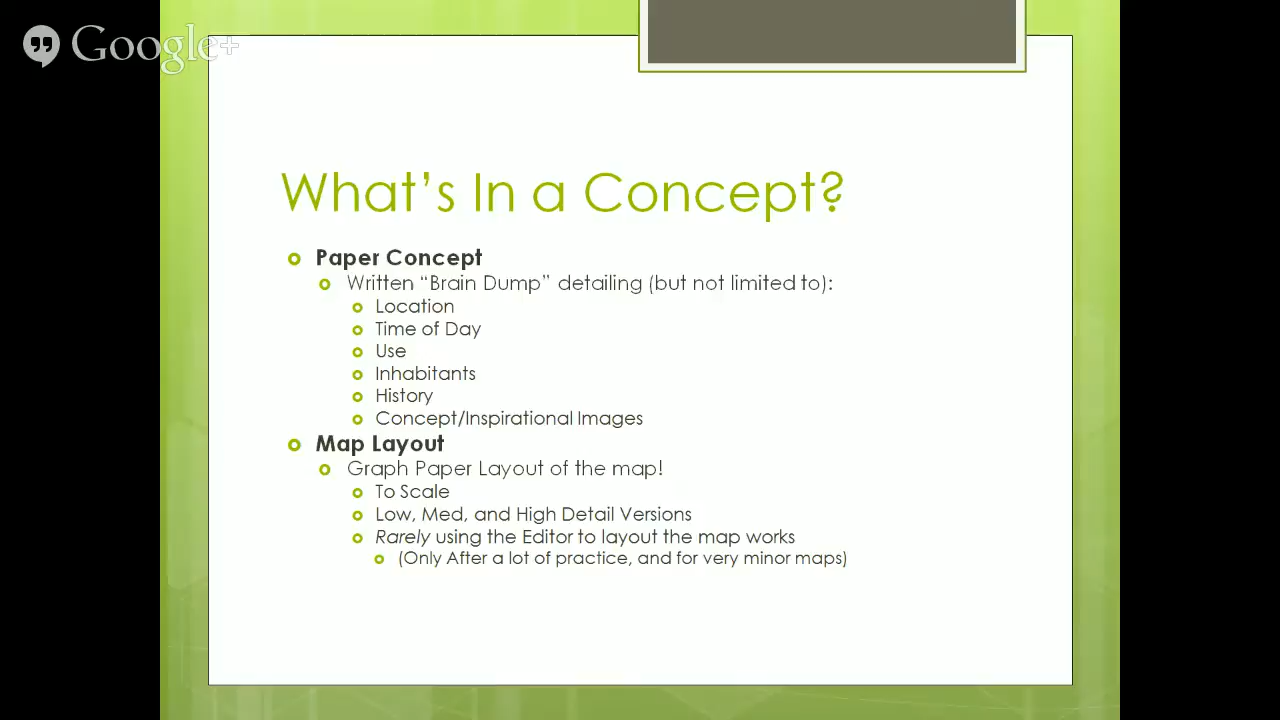 Google+
What's In a Concept?
Paper Concept
Written “Brain Dump” detailing (but not limited to):
Location
Time of Day
Use
Inhabitants
History
Concept/Inspirational Images
Map Layout
Graph Paper Layout of the map!
To Scale
Low, Med, and High Detail Versions
Rarely using the Editor to layout the map works
(Only After a lot of practice, and for very minor maps)